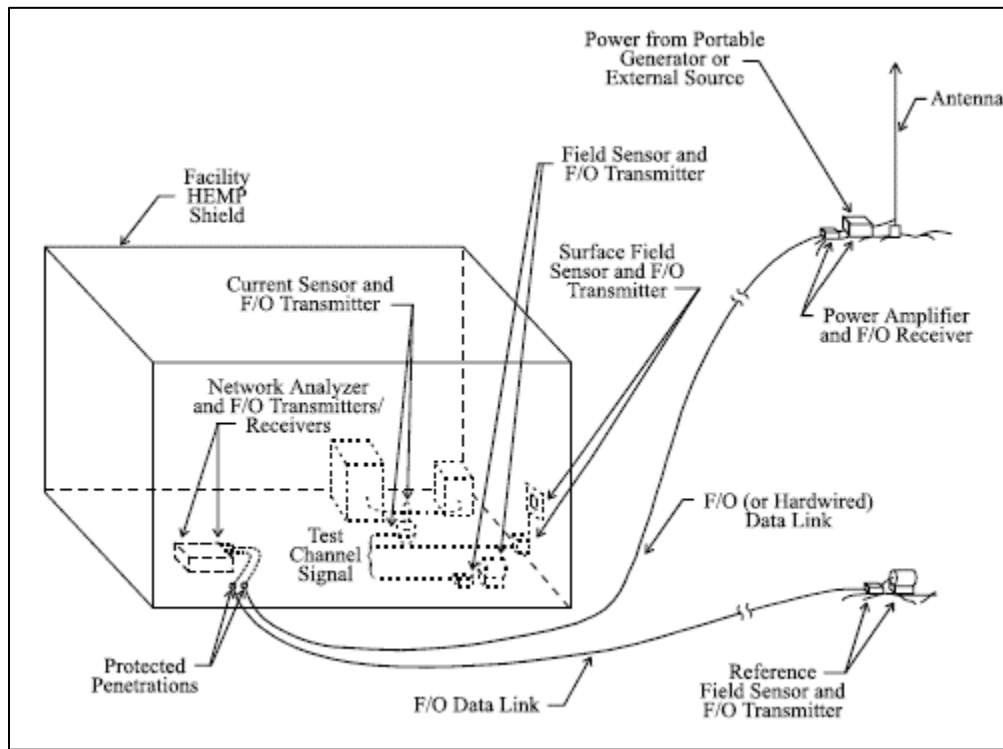 Power from Portable
Generator or
External Source
Antenna
Field Sensor and
F/O Transmitter
Facility
HEMP
Shield
Surface Field
Sensor and F/O
Transmitter
Current Sensor and
F/O Transmitter
Power Amplifier
and F/O Receiver
Network Analyzer
and F/O Transmitters/
Receivers
F/O (or Hardwired)
Data Link
Test
Channel
Signal
Protected
Penetrations
F/O Data Link
Reference
Field Sensor and
F/O Transmitter